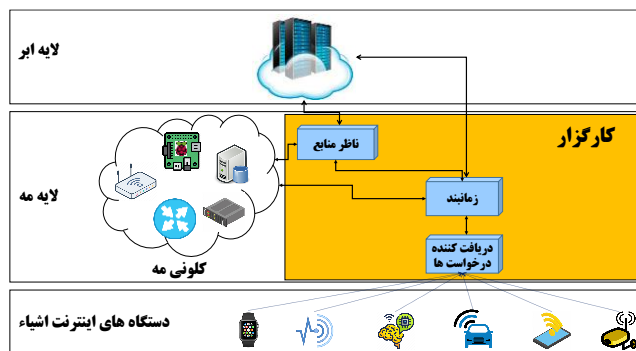 لایه ابر
کارگزار
ناظر منابع
لایه مه
زمانبند
کلونی مه
دریافت کننده
درخواست ها
دستگاه های اینترنت اشیاء